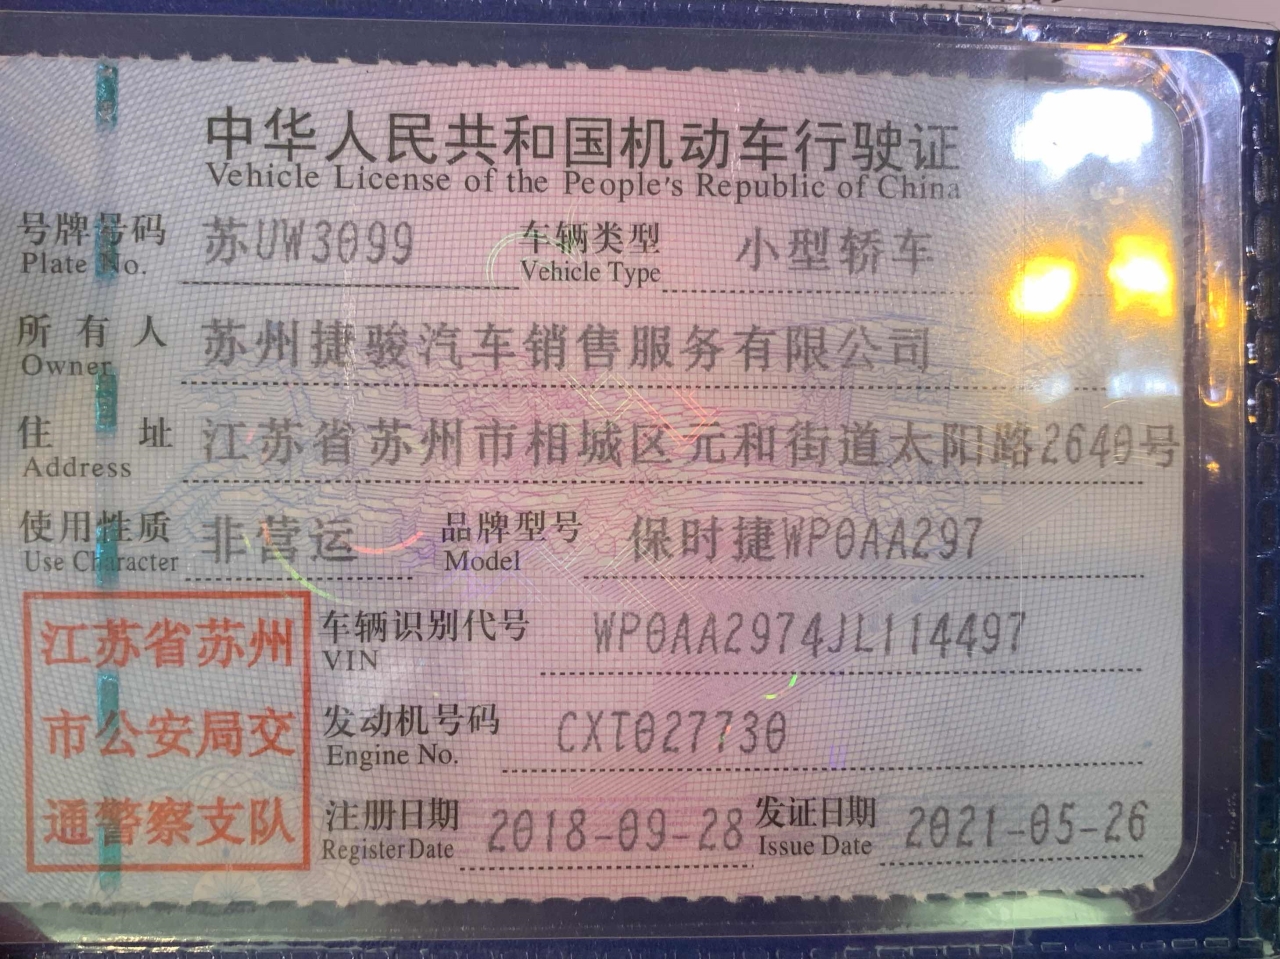 中华人民共和国机动车行驶证
Vehicle License of the People's Republic of China
号牌号码 苏UW3099 车辆类型 小型轿车
Plate No. Vehicle Type
所有人 苏州捷骏汽车销售服务有限公司
Owner
住址 江苏省苏州市相城区元和街道太阳路2640号
Address
使用性质 非营运 品牌型号 保时捷WP0AA297
Use Character Model
车辆识别代号 WP0AA2974JL114497
VIN
发动机号码 CXT027730
Engine No.
注册日期 2018-09-28 发证日期 2021-05-26
Register Date Issue Date
江苏省苏州
市公安局交
通警察支队